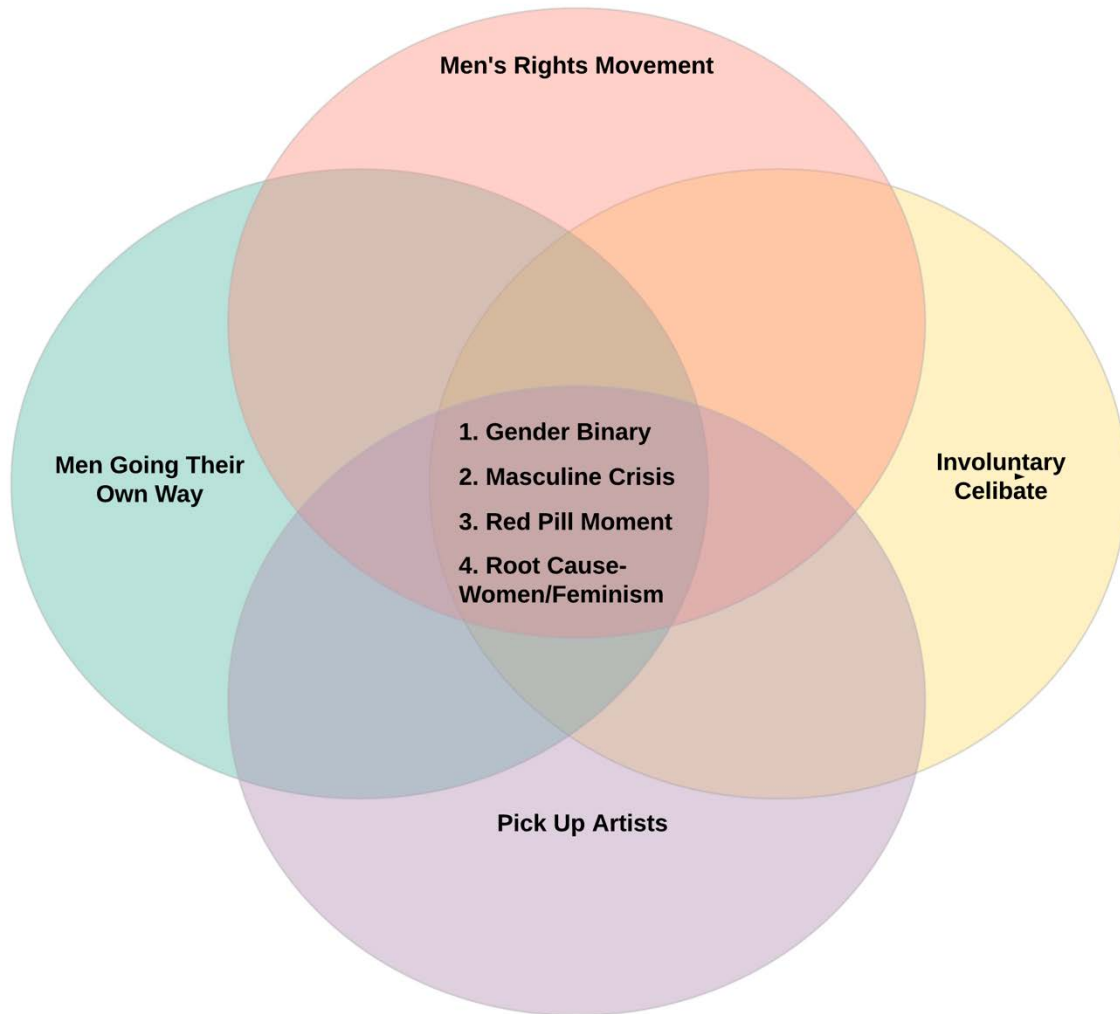 Men's Rights Movement
Men Going Their
Own Way
1. Gender Binary
2. Masculine Crisis
3. Red Pill Moment
4. Root Cause-
Women/Feminism
Involuntary
Celibate
Pick Up Artists